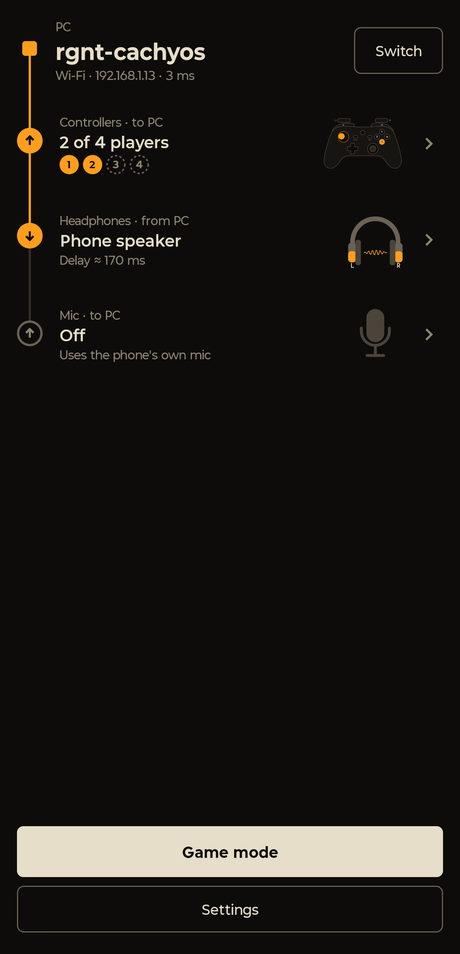 PC
rgnt-cachyos
Wi-Fi · 192.168.1.13 · 3 ms
Switch
Controllers · to PC
2 of 4 players
1 2 3 4
Headphones · from PC
Phone speaker
Delay ≈ 170 ms
L R
Mic · to PC
Off
Uses the phone's own mic
Game mode
Settings